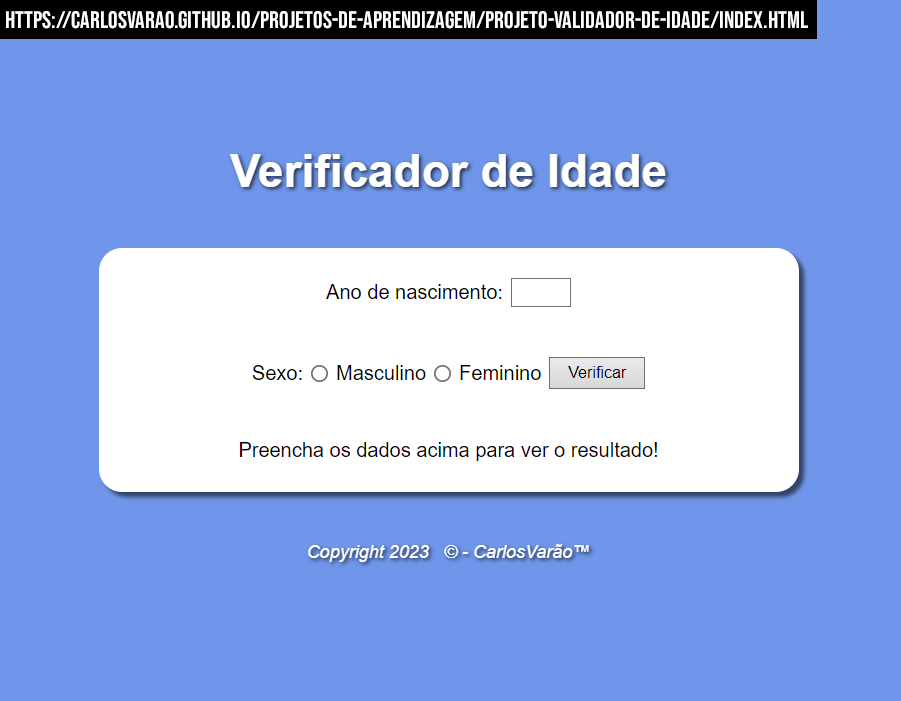 HTTPS://CARLOSVARAO.GITHUB.IO/PROJETOS-DE-APRENDIZAGEM/PROJETO-VALIDADOR-DE-IDADE/INDEX.HTML
Verificador de Idade
Ano de nascimento:
Sexo: Masculino Feminino Verificar
Preencha os dados acima para ver o resultado!
Copyright 2023 © - CarlosVarão™